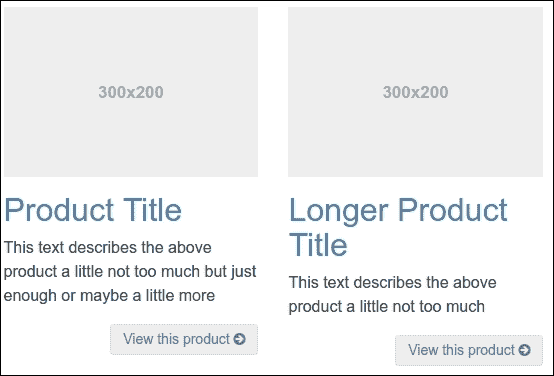 300x200
Product Title
This text describes the above
product a little not too much but just
enough or maybe a little more
View this product
300x200
Longer Product
Title
This text describes the above
product a little not too much
View this product